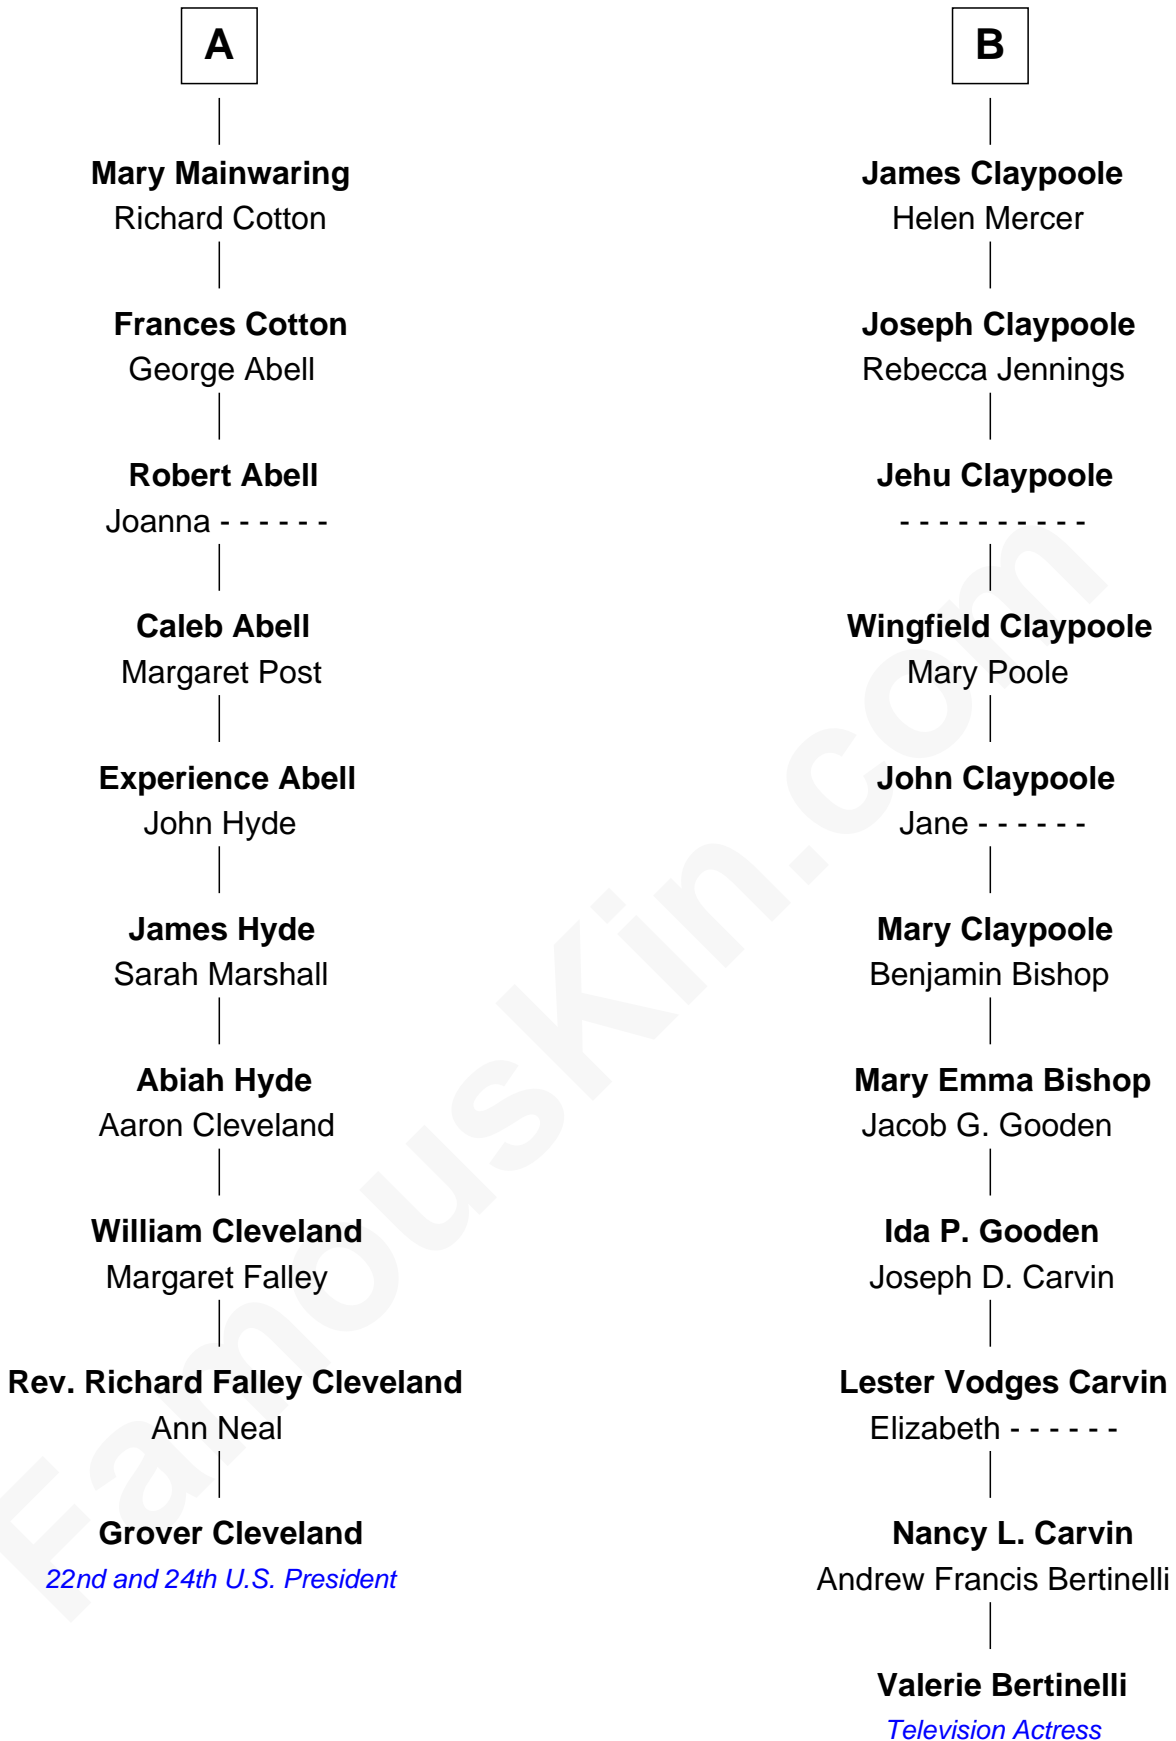 A
Mary Mainwaring
Richard Cotton
Frances Cotton
George Abell
Robert Abell
Joanna - - - - - -
Caleb Abell
Margaret Post
Experience Abell
John Hyde
James Hyde
Sarah Marshall
Abiah Hyde
Aaron Cleveland
William Cleveland
Margaret Falley
Rev. Richard Falley Cleveland
Ann Neal
Grover Cleveland
22nd and 24th U.S. President
B
James Claypoole
Helen Mercer
Joseph Claypoole
Rebecca Jennings
Jehu Claypoole
- - - - - - - - - -
Wingfield Claypoole
Mary Poole
John Claypoole
Jane - - - - - -
Mary Claypoole
Benjamin Bishop
Mary Emma Bishop
Jacob G. Gooden
Ida P. Gooden
Joseph D. Carvin
Lester Vodges Carvin
Elizabeth - - - - - -
Nancy L. Carvin
Andrew Francis Bertinelli
Valerie Bertinelli
Television Actress
FamousKin.com